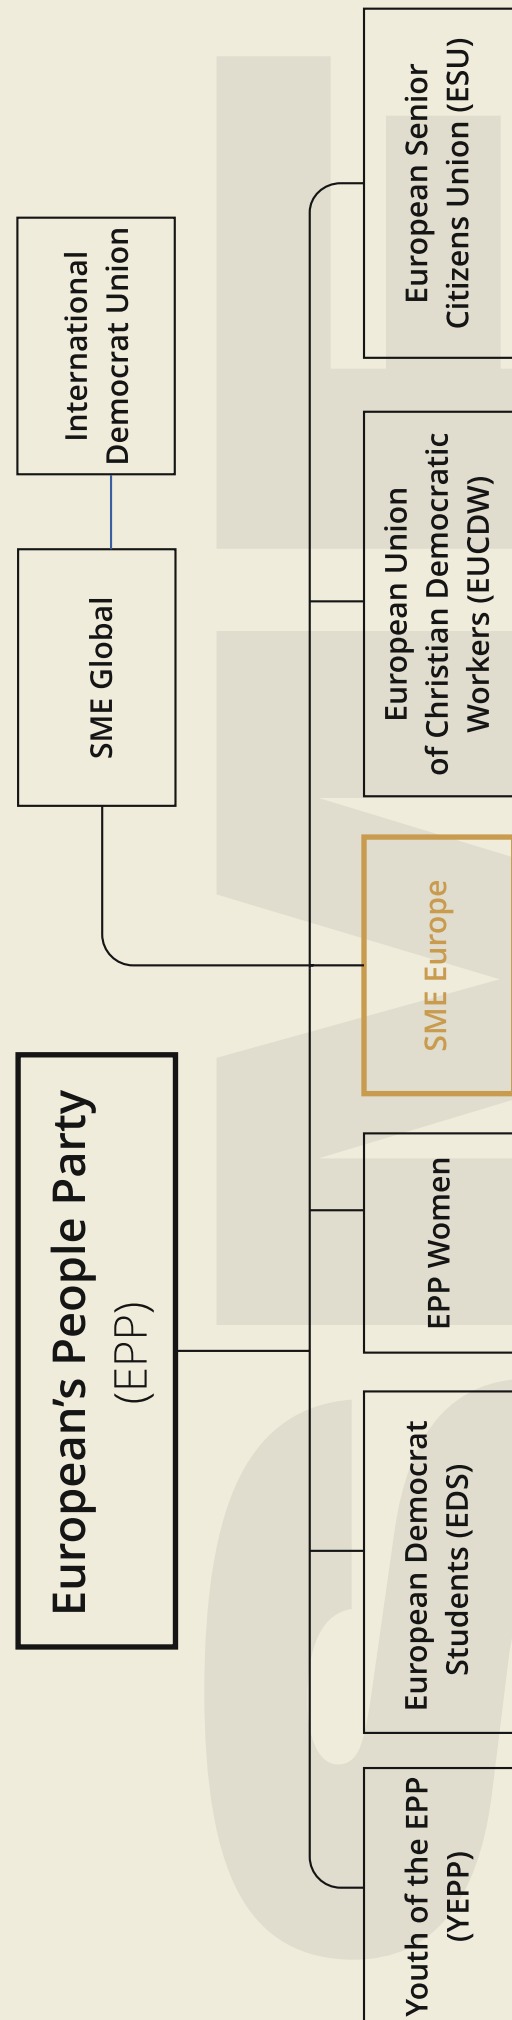 European’s People Party
(EPP)
SME Global
International
Democrat Union
Youth of the EPP
(YEPP)
European Democrat
Students (EDS)
EPP Women
SME Europe
European Union
of Christian Democratic
Workers (EUCDW)
European Senior
Citizens Union (ESU)